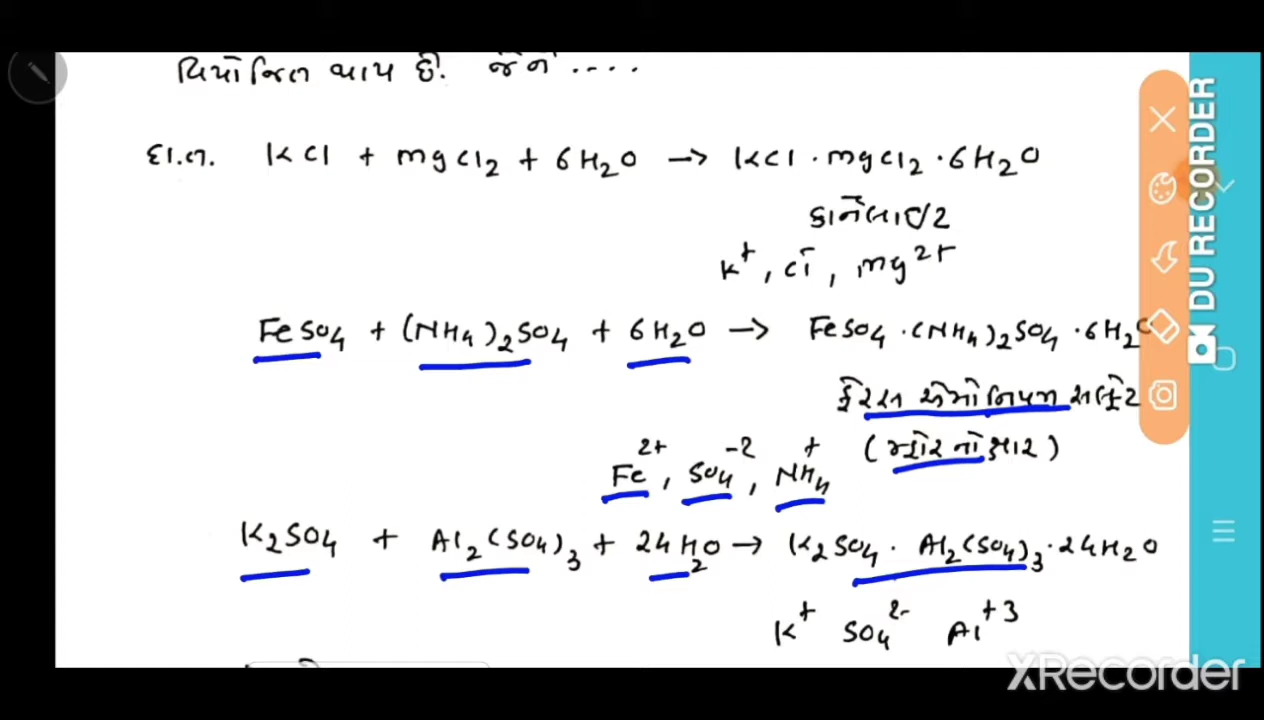 વિયોજિત થાય છે. જેને ....
દા.ત. KCl + mgCl₂ + 6H₂O → KCl · mgCl₂ · 6H₂O
કાર્નેલાઈટ
K⁺, Cl⁻, mg²⁺
FeSO₄ + (NH₄)₂SO₄ + 6H₂O → FeSO₄ · (NH₄)₂SO₄ · 6H₂O
ફેરસ એમોનિયમ સલ્ફેટ
(મ્હોર નો ક્ષાર)
Fe²⁺, SO₄⁻², NH₄⁺
K₂SO₄ + Al₂(SO₄)₃ + 24H₂O → K₂SO₄ · Al₂(SO₄)₃ · 24H₂O
K⁺ SO₄²⁻ Al⁺³
DU RECORDER
XRecorder